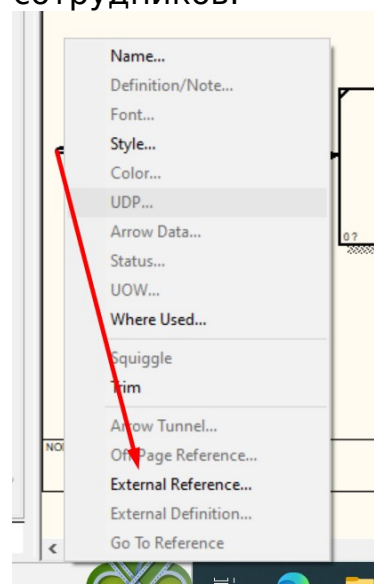 сотрудников.
Name...
Definition/Note...
Font...
Style...
Color...
UDP...
Arrow Data...
0 ?
Status...
UOW...
Where Used...
Squiggle
Trim
Arrow Tunnel...
Off-Page Reference...
External Reference...
External Definition...
Go To Reference